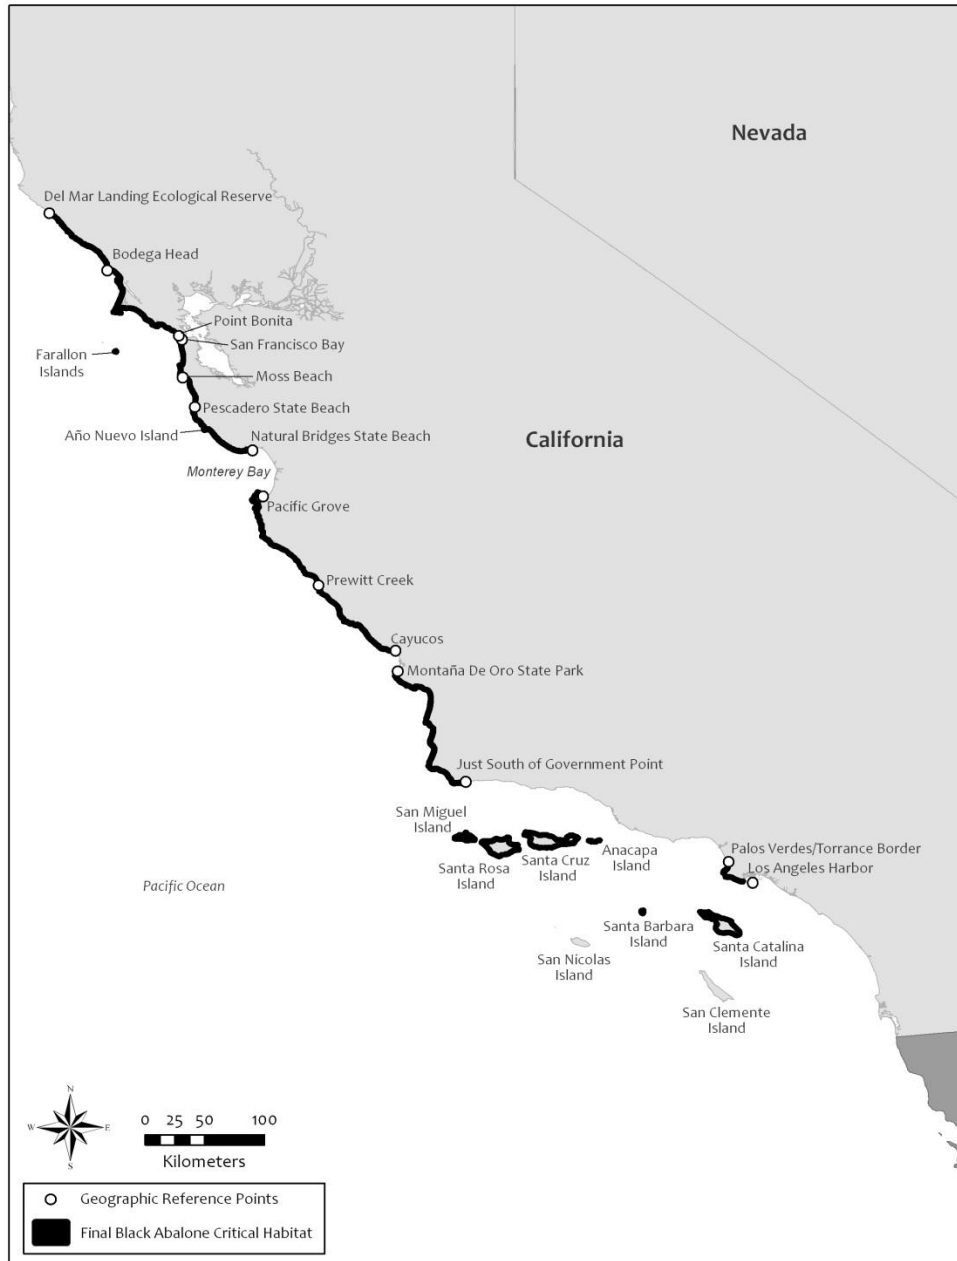 Nevada
Del Mar Landing Ecological Reserve
Bodega Head
Point Bonita
San Francisco Bay
Farallon
Islands
Moss Beach
Pescadero State Beach
Año Nuevo Island
Natural Bridges State Beach
California
Monterey Bay
Pacific Grove
Prewitt Creek
Cayucos
Montaña De Oro State Park
Just South of Government Point
San Miguel
Island
Santa Rosa
Island
Santa Cruz
Island
Anacapa
Island
Palos Verdes/Torrance Border
Los Angeles Harbor
Pacific Ocean
Santa Barbara
Island
Santa Catalina
Island
San Nicolas
Island
San Clemente
Island
N
W
E
S
0 25 50 100
Kilometers
Geographic Reference Points
Final Black Abalone Critical Habitat